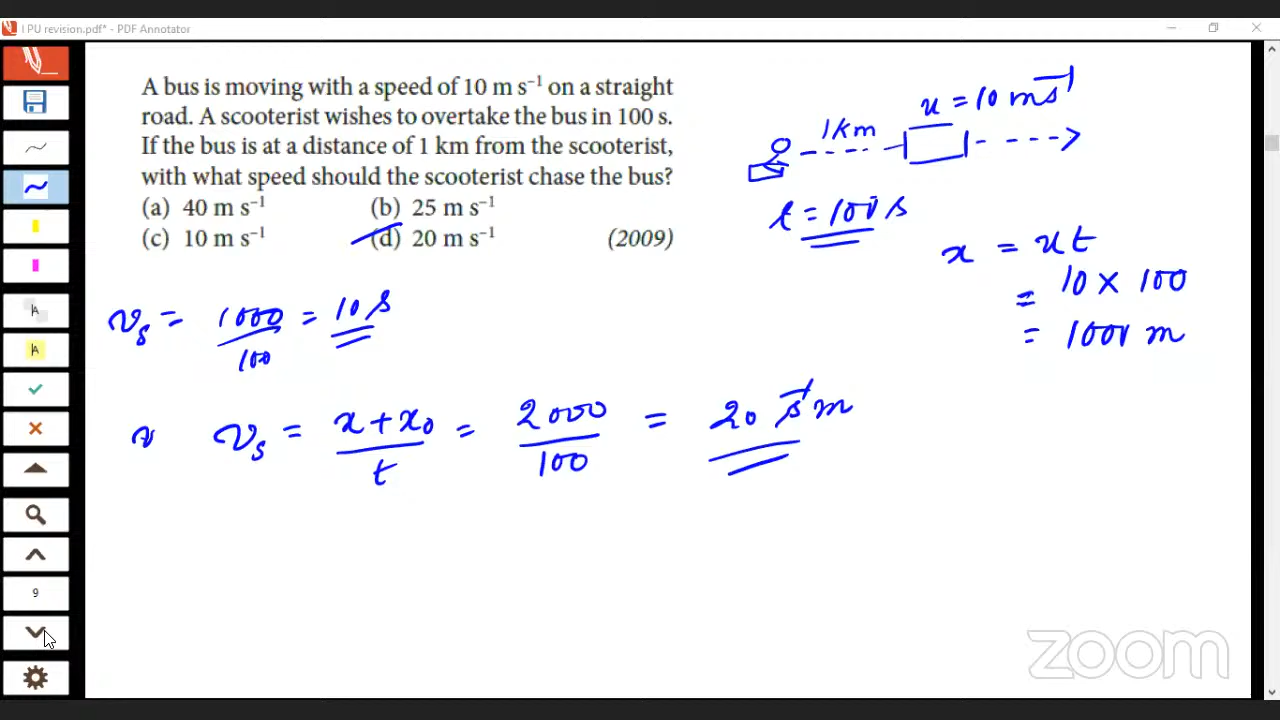 I PU revision.pdf* - PDF Annotator
A bus is moving with a speed of 10 m s⁻¹ on a straight
road. A scooterist wishes to overtake the bus in 100 s.
If the bus is at a distance of 1 km from the scooterist,
with what speed should the scooterist chase the bus?
(a) 40 m s⁻¹ (b) 25 m s⁻¹
(c) 10 m s⁻¹ (d) 20 m s⁻¹ (2009)
u = 10 ms⁻¹
1km
t = 100 s
x = ut
= 10 × 100
= 1000 m
vₛ = 1000/100 = 10 s
vₛ = x + x₀/t = 2000/100 = 20 s⁻¹ m
9
zoom